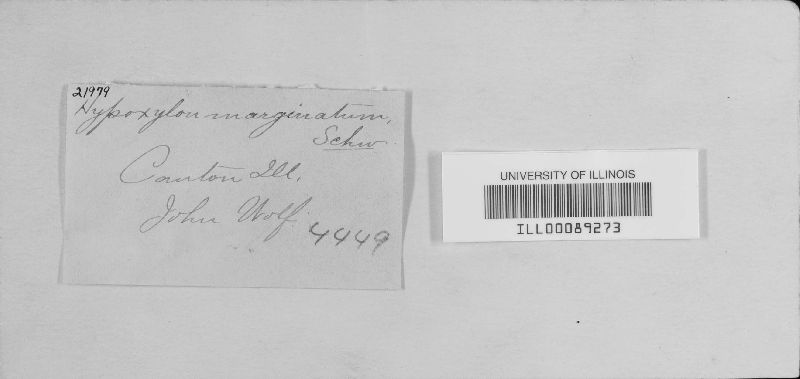 21979
Hypoxylon marginatum,
Schw.
Canton Ill.
John Wolf.
4449
UNIVERSITY OF ILLINOIS
ILL00089273